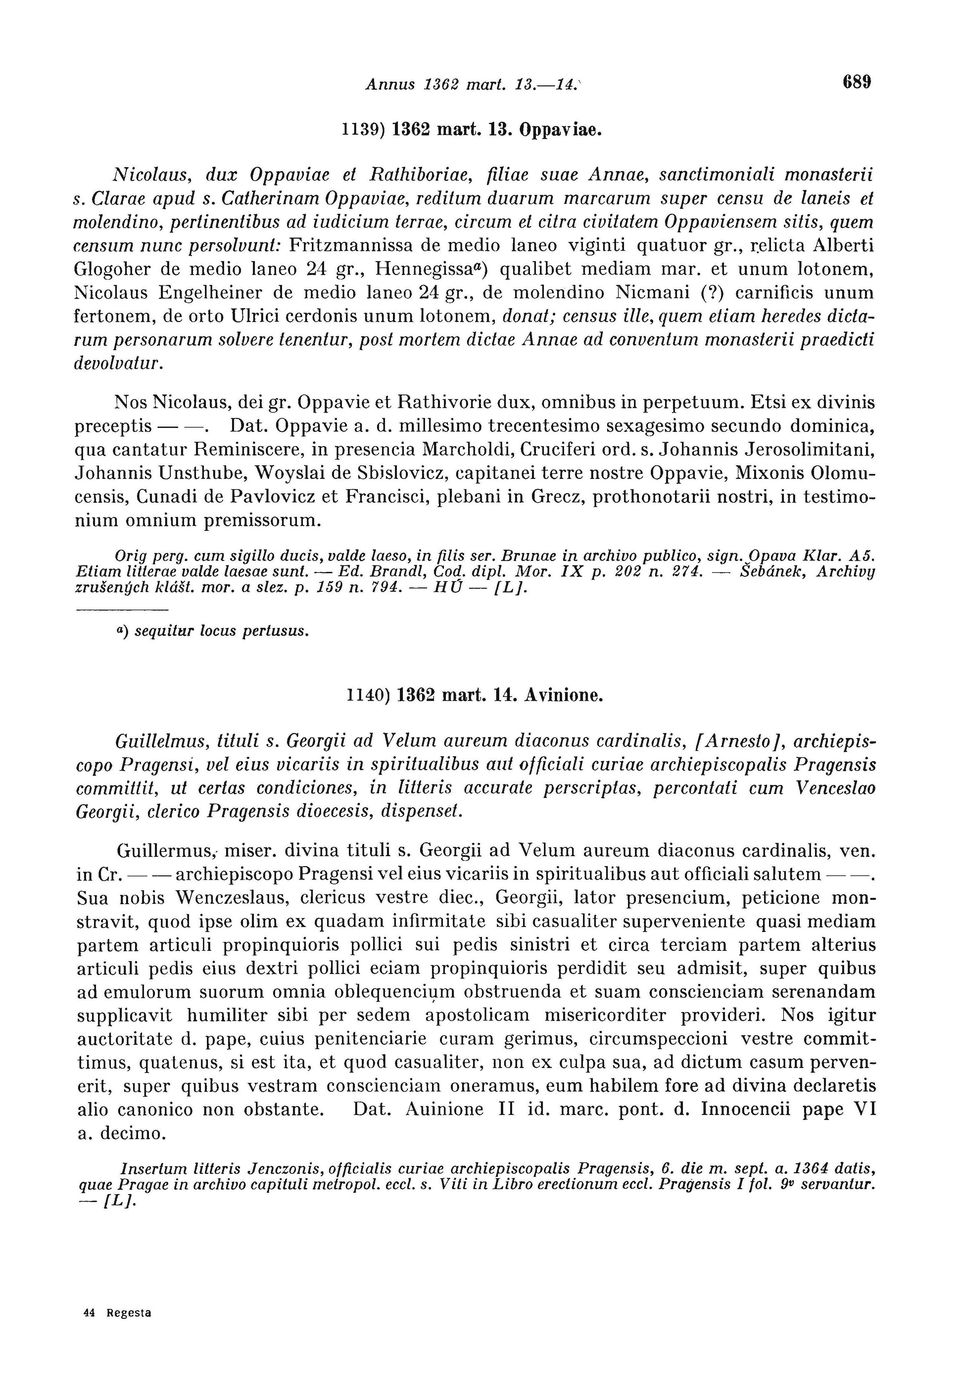 Annus 1362 mart. 13.—14. 689
1139) 1362 mart. 13. Oppaviae.
Nicolaus, dux Oppaviae et Rathiboriae, filiae suae Annae, sanctimoniali monasterii
s. Clarae apud s. Catherinam Oppaviae, reditum duarum marcarum super censu de laneis et
molendino, pertinentibus ad iudicium terrae, circum et citra civitatem Oppaviensem sitis, quem
censum nunc persolvunt: Fritzmannissa de medio laneo viginti quatuor gr., relicta Alberti
Glogoher de medio laneo 24 gr., Hennegissaª) qualibet mediam mar. et unum lotonem,
Nicolaus Engelheiner de medio laneo 24 gr., de molendino Nicmani (?) carnificis unum
fertonem, de orto Ulrici cerdonis unum lotonem, donat; census ille, quem etiam heredes dicta-
rum personarum solvere tenentur, post mortem dictae Annae ad conventum monasterii praedicti
devolvatur.
Nos Nicolaus, dei gr. Oppavie et Rathivorie dux, omnibus in perpetuum. Etsi ex divinis
preceptis — —. Dat. Oppavie a. d. millesimo trecentesimo sexagesimo secundo dominica,
qua cantatur Reminiscere, in presencia Marcholdi, Cruciferi ord. s. Johannis Jerosolimitani,
Johannis Unsthube, Woyslai de Sbislovicz, capitanei terre nostre Oppavie, Mixonis Olomu-
censis, Cunadi de Pavlovicz et Francisci, plebani in Grecz, prothonotarii nostri, in testimo-
nium omnium premissorum.
Orig perg. cum sigillo ducis, valde laeso, in filis ser. Brunae in archivo publico, sign. Opava Klar. A5.
Etiam litterae valde laesae sunt. — Ed. Brandl, Cod. dipl. Mor. IX p. 202 n. 274. — Šebánek, Archivy
zrušených klášt. mor. a slez. p. 159 n. 794. — HÚ — [L].
ª) sequitur locus pertusus.
1140) 1362 mart. 14. Avinione.
Guillelmus, tituli s. Georgii ad Velum aureum diaconus cardinalis, [Arnesto], archiepis-
copo Pragensi, vel eius vicariis in spiritualibus aut officiali curiae archiepiscopalis Pragensis
committit, ut certas condiciones, in litteris accurate perscriptas, percontati cum Venceslao
Georgii, clerico Pragensis dioecesis, dispenset.
Guillermus, miser. divina tituli s. Georgii ad Velum aureum diaconus cardinalis, ven.
in Cr. — — archiepiscopo Pragensi vel eius vicariis in spiritualibus aut officiali salutem — —.
Sua nobis Wenczeslaus, clericus vestre diec., Georgii, lator presencium, peticione mon-
stravit, quod ipse olim ex quadam infirmitate sibi casualiter superveniente quasi mediam
partem articuli propinquioris pollici sui pedis sinistri et circa terciam partem alterius
articuli pedis eius dextri pollici eciam propinquioris perdidit seu admisit, super quibus
ad emulorum suorum omnia oblequencium obstruenda et suam conscienciam serenandam
supplicavit humiliter sibi per sedem apostolicam misericorditer provideri. Nos igitur
auctoritate d. pape, cuius penitenciarie curam gerimus, circumspeccioni vestre commit-
timus, quatenus, si est ita, et quod casualiter, non ex culpa sua, ad dictum casum perven-
erit, super quibus vestram conscienciam oneramus, eum habilem fore ad divina declaretis
alio canonico non obstante. Dat. Auinione II id. marc. pont. d. Innocencii pape VI
a. decimo.
Insertum litteris Jenczonis, officialis curiae archiepiscopalis Pragensis, 6. die m. sept. a. 1364 datis,
quae Pragae in archivo capituli metropol. eccl. s. Viti in Libro erectionum eccl. Pragensis I fol. 9ᵛ servantur.
— [L].
44 Regesta